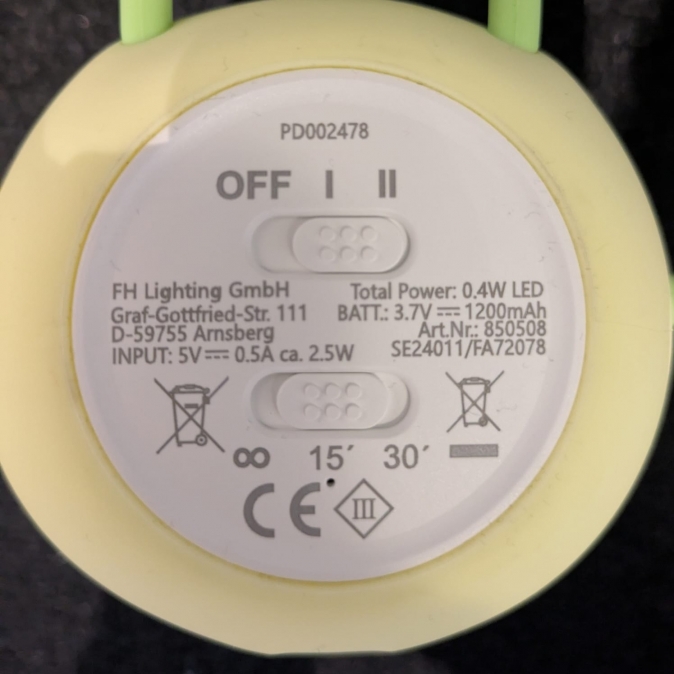 PD002478
OFF I II
FH Lighting GmbH
Graf-Gottfried-Str. 111
D-59755 Arnsberg
INPUT: 5V⎓ 0.5A ca. 2.5W
Total Power: 0.4W LED
BATT.: 3.7V ⎓ 1200mAh
Art.Nr.: 850508
SE24011/FA72078
∞ 15´ 30´
CE III